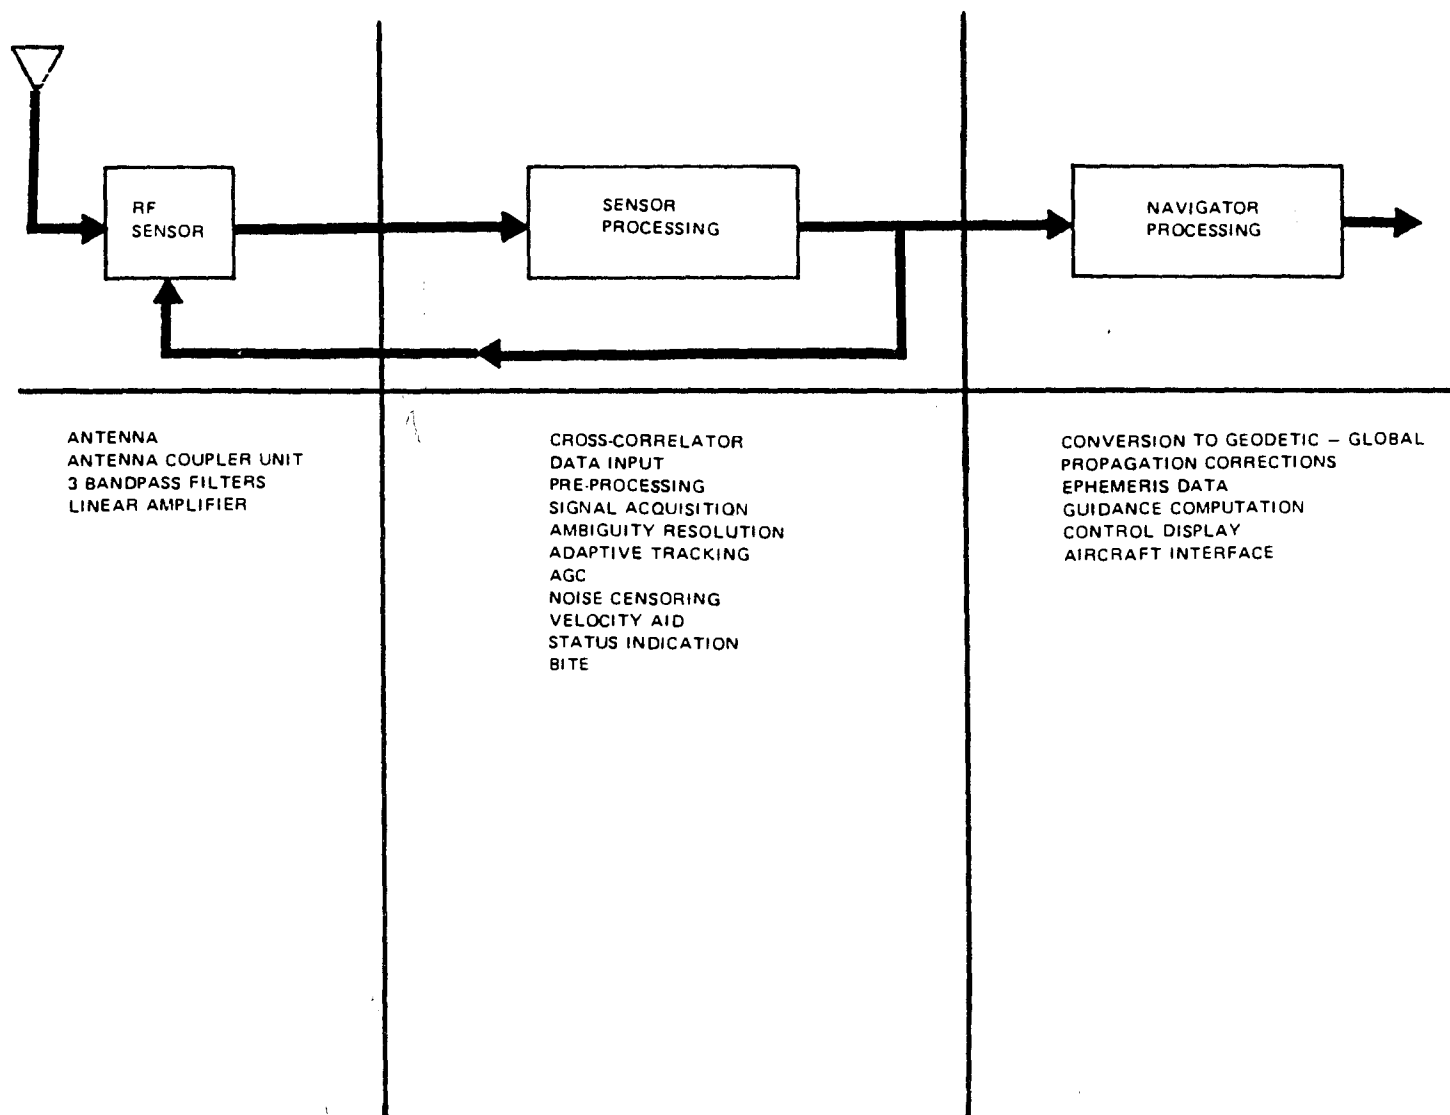 RF
SENSOR
SENSOR
PROCESSING
NAVIGATOR
PROCESSING
ANTENNA
ANTENNA COUPLER UNIT
3 BANDPASS FILTERS
LINEAR AMPLIFIER
CROSS-CORRELATOR
DATA INPUT
PRE-PROCESSING
SIGNAL ACQUISITION
AMBIGUITY RESOLUTION
ADAPTIVE TRACKING
AGC
NOISE CENSORING
VELOCITY AID
STATUS INDICATION
BITE
CONVERSION TO GEODETIC – GLOBAL
PROPAGATION CORRECTIONS
EPHEMERIS DATA
GUIDANCE COMPUTATION
CONTROL DISPLAY
AIRCRAFT INTERFACE